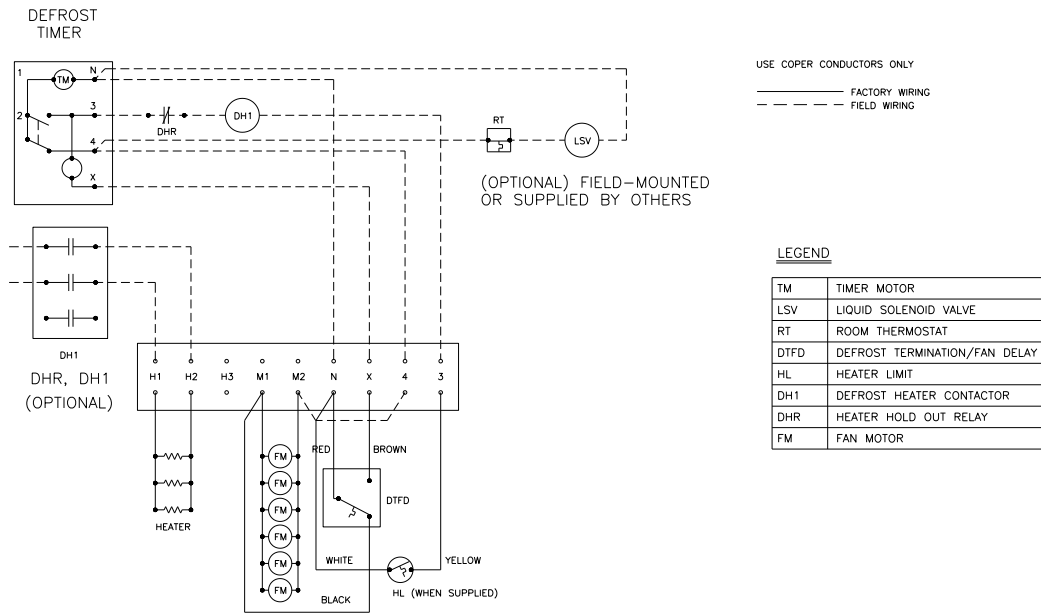 DEFROST
TIMER
1
TM
N
2
3
4
X
DHR
DH1
RT
LSV
(OPTIONAL) FIELD-MOUNTED
OR SUPPLIED BY OTHERS
USE COPER CONDUCTORS ONLY
FACTORY WIRING
FIELD WIRING
DH1
DHR, DH1
(OPTIONAL)
H1 H2 H3 M1 M2 N X 4 3
HEATER
FM
FM
FM
FM
FM
FM
RED
BROWN
DTFD
WHITE
YELLOW
BLACK
HL (WHEN SUPPLIED)
LEGEND
TM TIMER MOTOR
LSV LIQUID SOLENOID VALVE
RT ROOM THERMOSTAT
DTFD DEFROST TERMINATION/FAN DELAY
HL HEATER LIMIT
DH1 DEFROST HEATER CONTACTOR
DHR HEATER HOLD OUT RELAY
FM FAN MOTOR